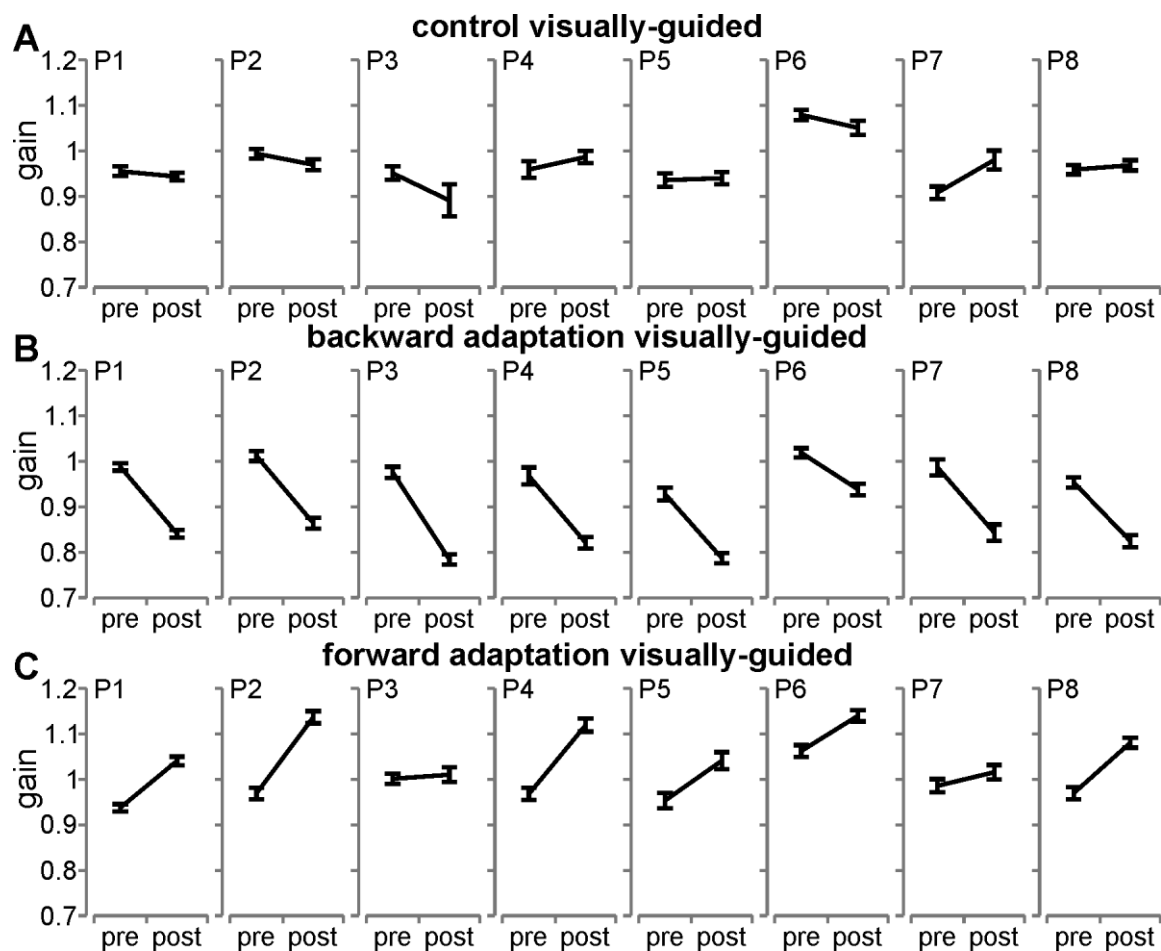 A control visually-guided
P1 P2 P3 P4 P5 P6 P7 P8
1.2
1.1
1
0.9
0.8
0.7
gain
pre post pre post pre post pre post pre post pre post pre post pre post
B backward adaptation visually-guided
P1 P2 P3 P4 P5 P6 P7 P8
1.2
1.1
1
0.9
0.8
0.7
gain
pre post pre post pre post pre post pre post pre post pre post pre post
C forward adaptation visually-guided
P1 P2 P3 P4 P5 P6 P7 P8
1.2
1.1
1
0.9
0.8
0.7
gain
pre post pre post pre post pre post pre post pre post pre post pre post